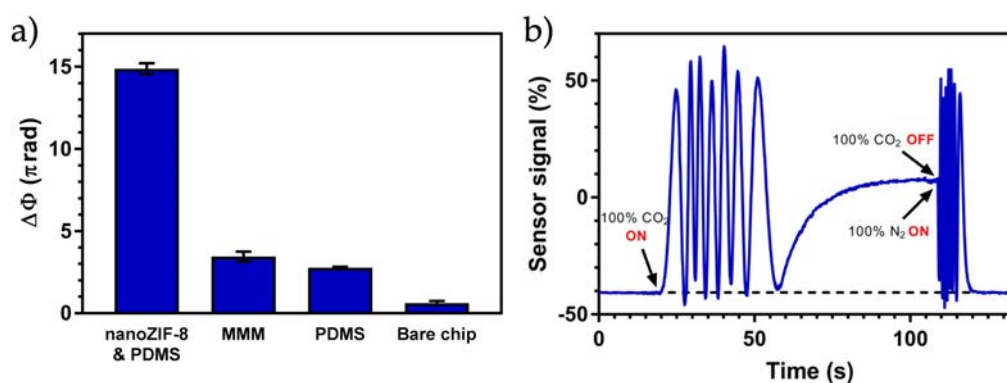 a)
ΔΦ (πrad)
15
10
5
0
nanoZIF-8
& PDMS
MMM
PDMS
Bare chip
b)
Sensor signal (%)
50
0
-50
100% CO₂
ON
100% CO₂ OFF
100% N₂ ON
0
50
100
Time (s)